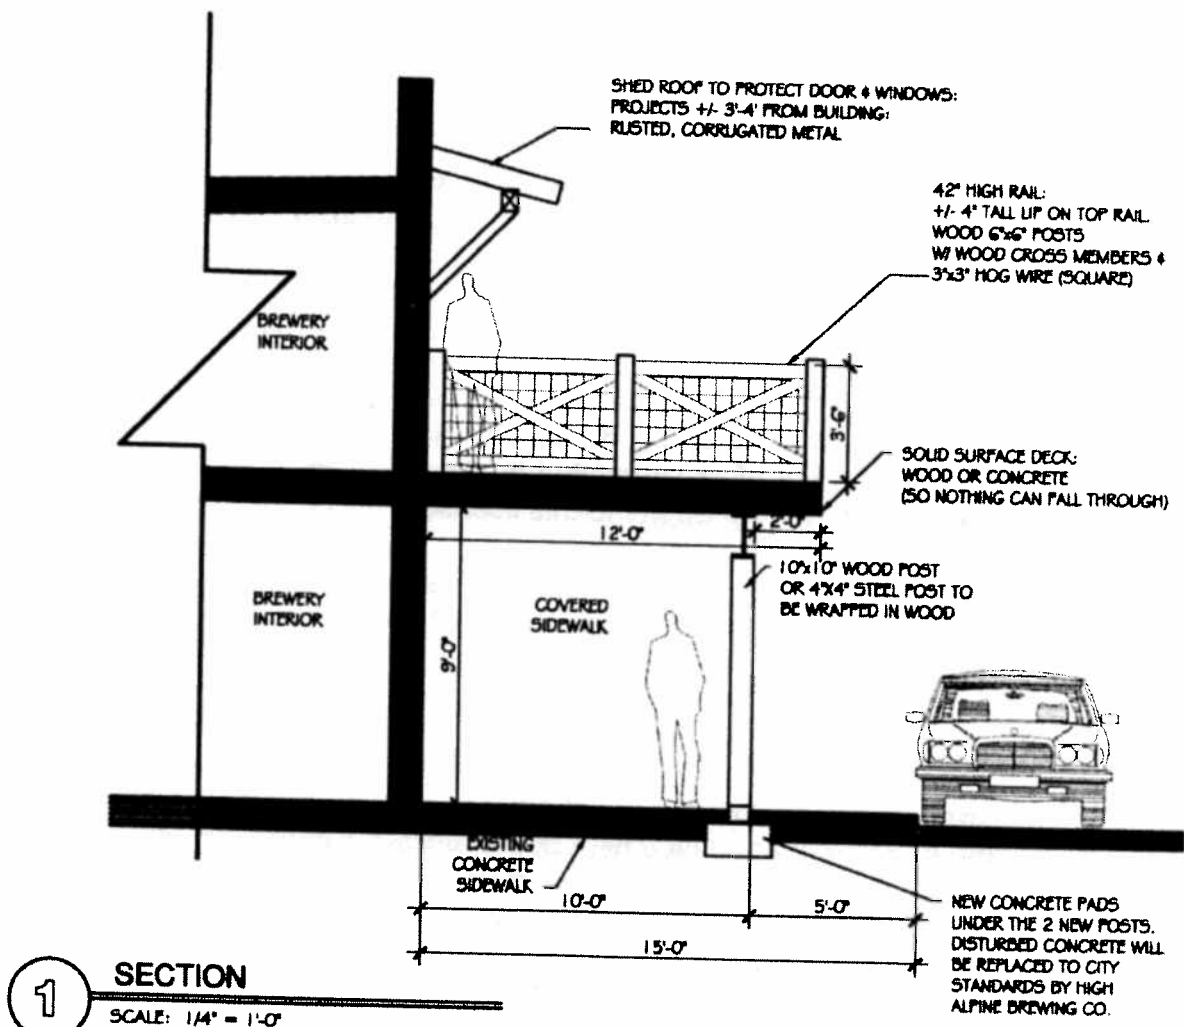 SHED ROOF TO PROTECT DOOR & WINDOWS:
PROJECTS +/- 3'-4' FROM BUILDING:
RUSTED, CORRUGATED METAL
42" HIGH RAIL:
+/- 4" TALL LIP ON TOP RAIL.
WOOD 6"x6" POSTS
W/ WOOD CROSS MEMBERS &
3"x3" HOG WIRE (SQUARE)
BREWERY
INTERIOR
3'-6"
SOLID SURFACE DECK:
WOOD OR CONCRETE
(SO NOTHING CAN FALL THROUGH)
2'-0"
12'-0"
10"x10" WOOD POST
OR 4"X4" STEEL POST TO
BE WRAPPED IN WOOD
BREWERY
INTERIOR
COVERED
SIDEWALK
9'-0"
EXISTING
CONCRETE
SIDEWALK
10'-0"
5'-0"
15'-0"
NEW CONCRETE PADS
UNDER THE 2 NEW POSTS.
DISTURBED CONCRETE WILL
BE REPLACED TO CITY
STANDARDS BY HIGH
ALPINE BREWING CO.
1
SECTION
SCALE: 1/4" = 1'-0"